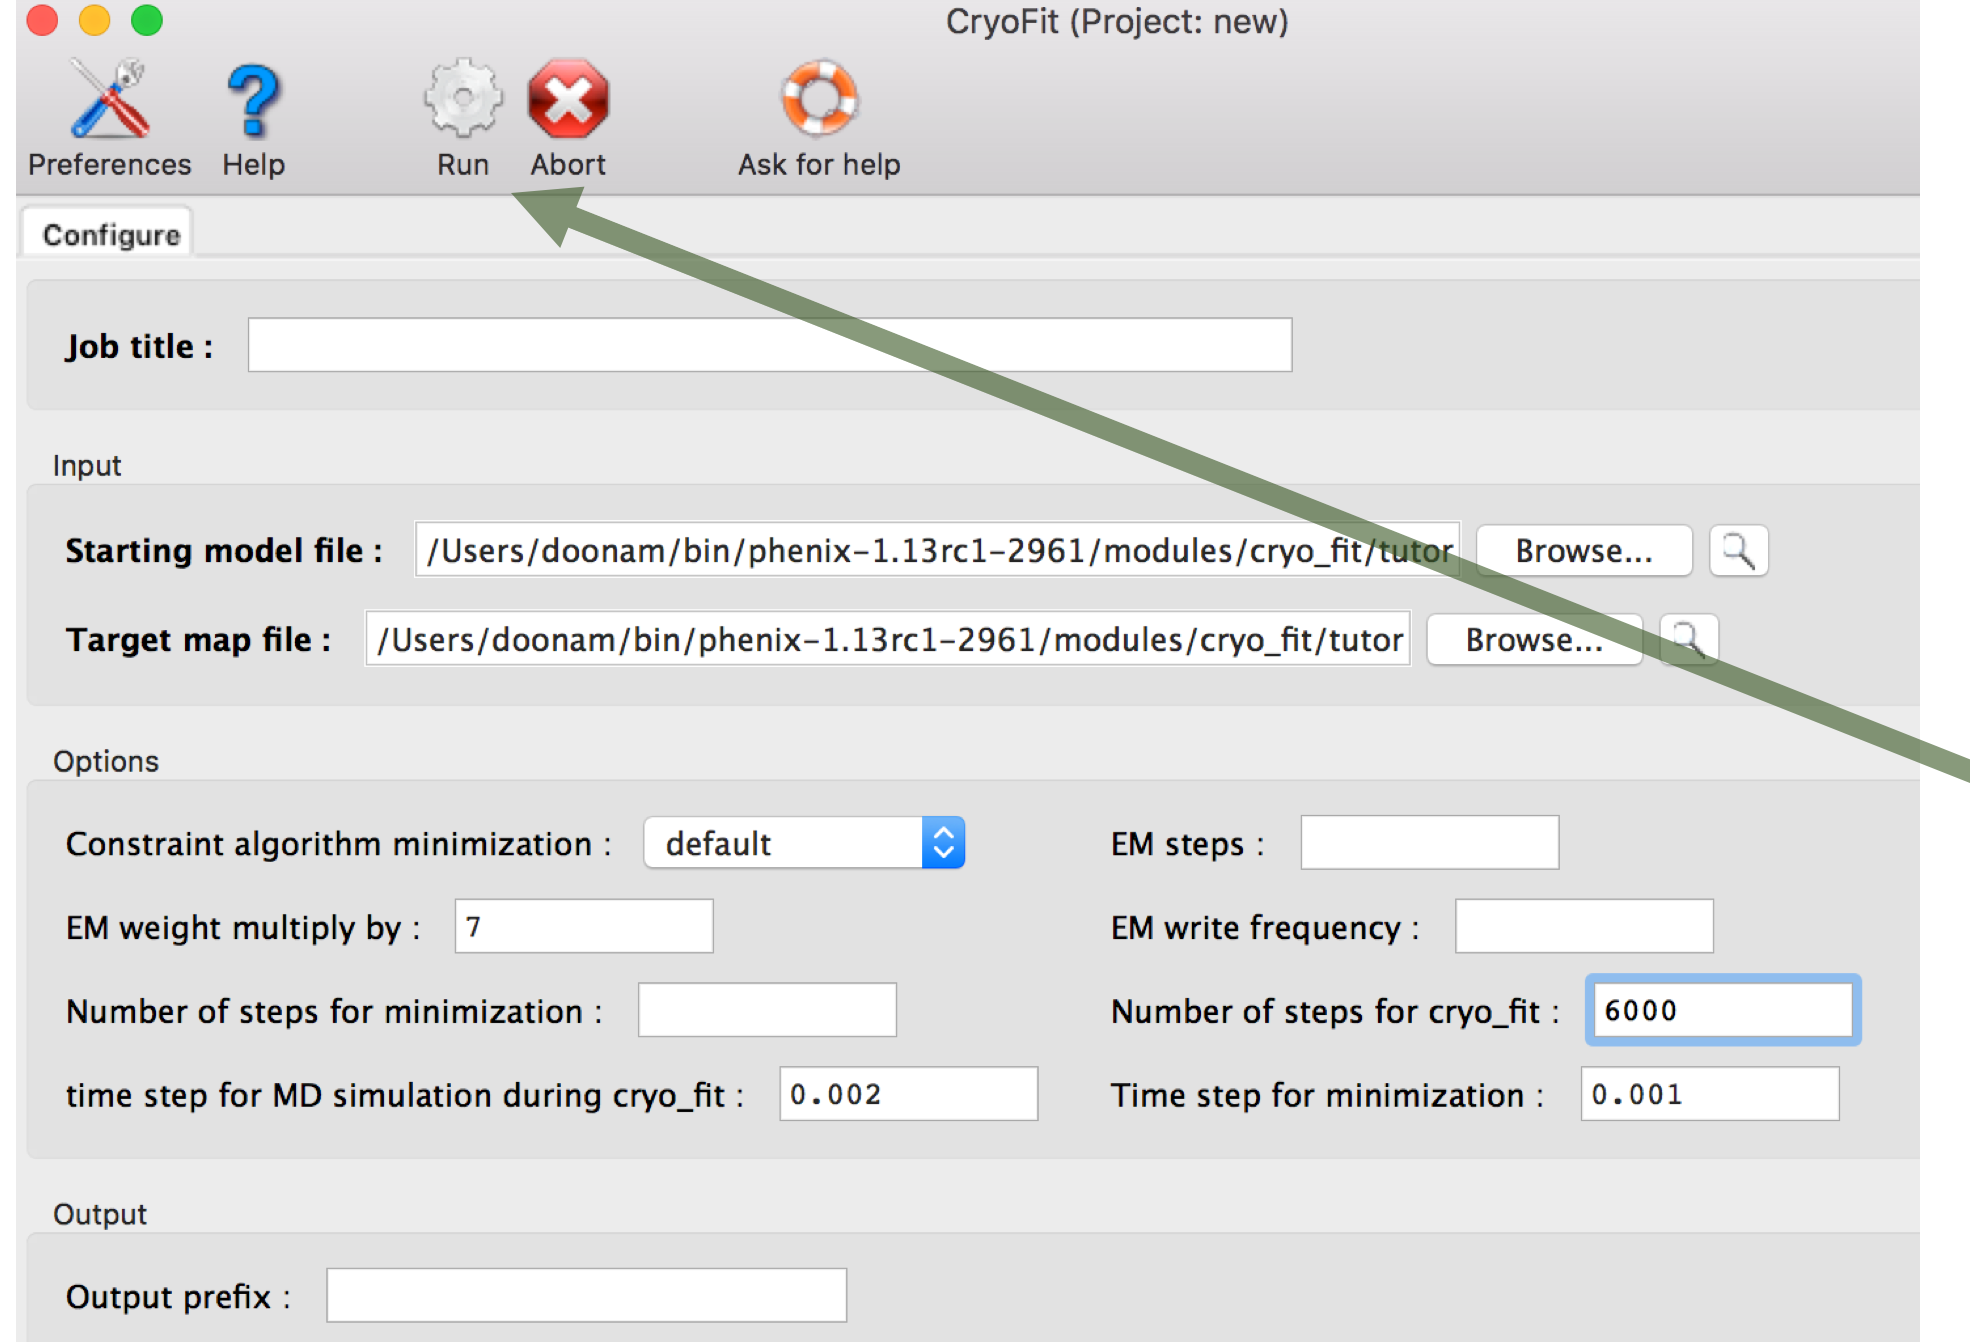 CryoFit (Project: new)
Preferences Help Run Abort Ask for help
Configure
Job title :
Input
Starting model file : /Users/doonam/bin/phenix-1.13rc1-2961/modules/cryo_fit/tutor Browse...
Target map file : /Users/doonam/bin/phenix-1.13rc1-2961/modules/cryo_fit/tutor Browse...
Options
Constraint algorithm minimization : default EM steps :
EM weight multiply by : 7 EM write frequency :
Number of steps for minimization : Number of steps for cryo_fit : 6000
time step for MD simulation during cryo_fit : 0.002 Time step for minimization : 0.001
Output
Output prefix :